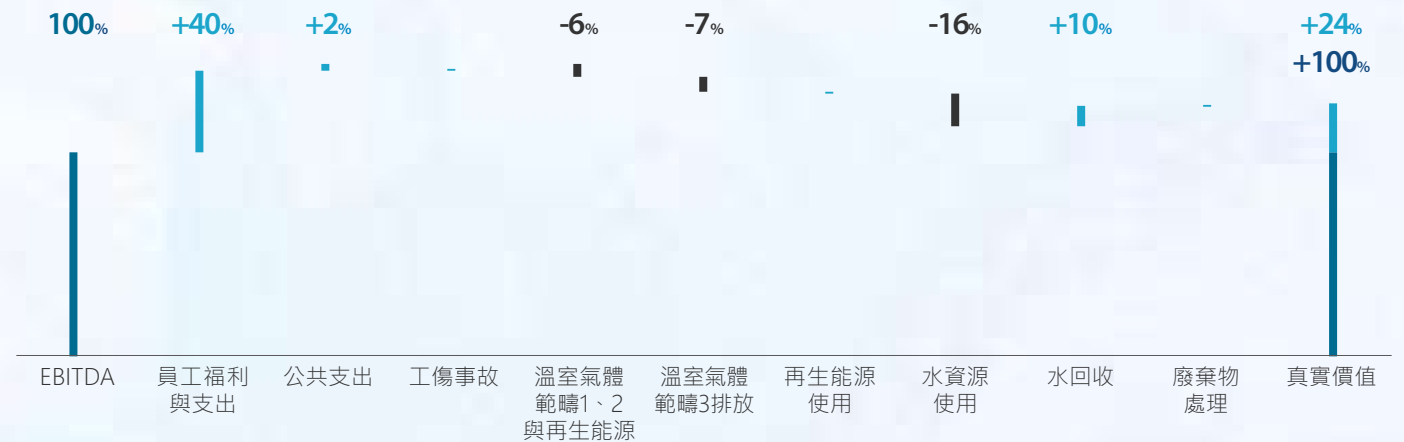 100% +40% +2% -6% -7% -16% +10% +24%
+100%
EBITDA 員工福利 公共支出 工傷事故 溫室氣體 溫室氣體 再生能源 水資源 水回收 廢棄物 真實價值
與支出 範疇1、2 範疇3排放 使用 使用 處理
與再生能源